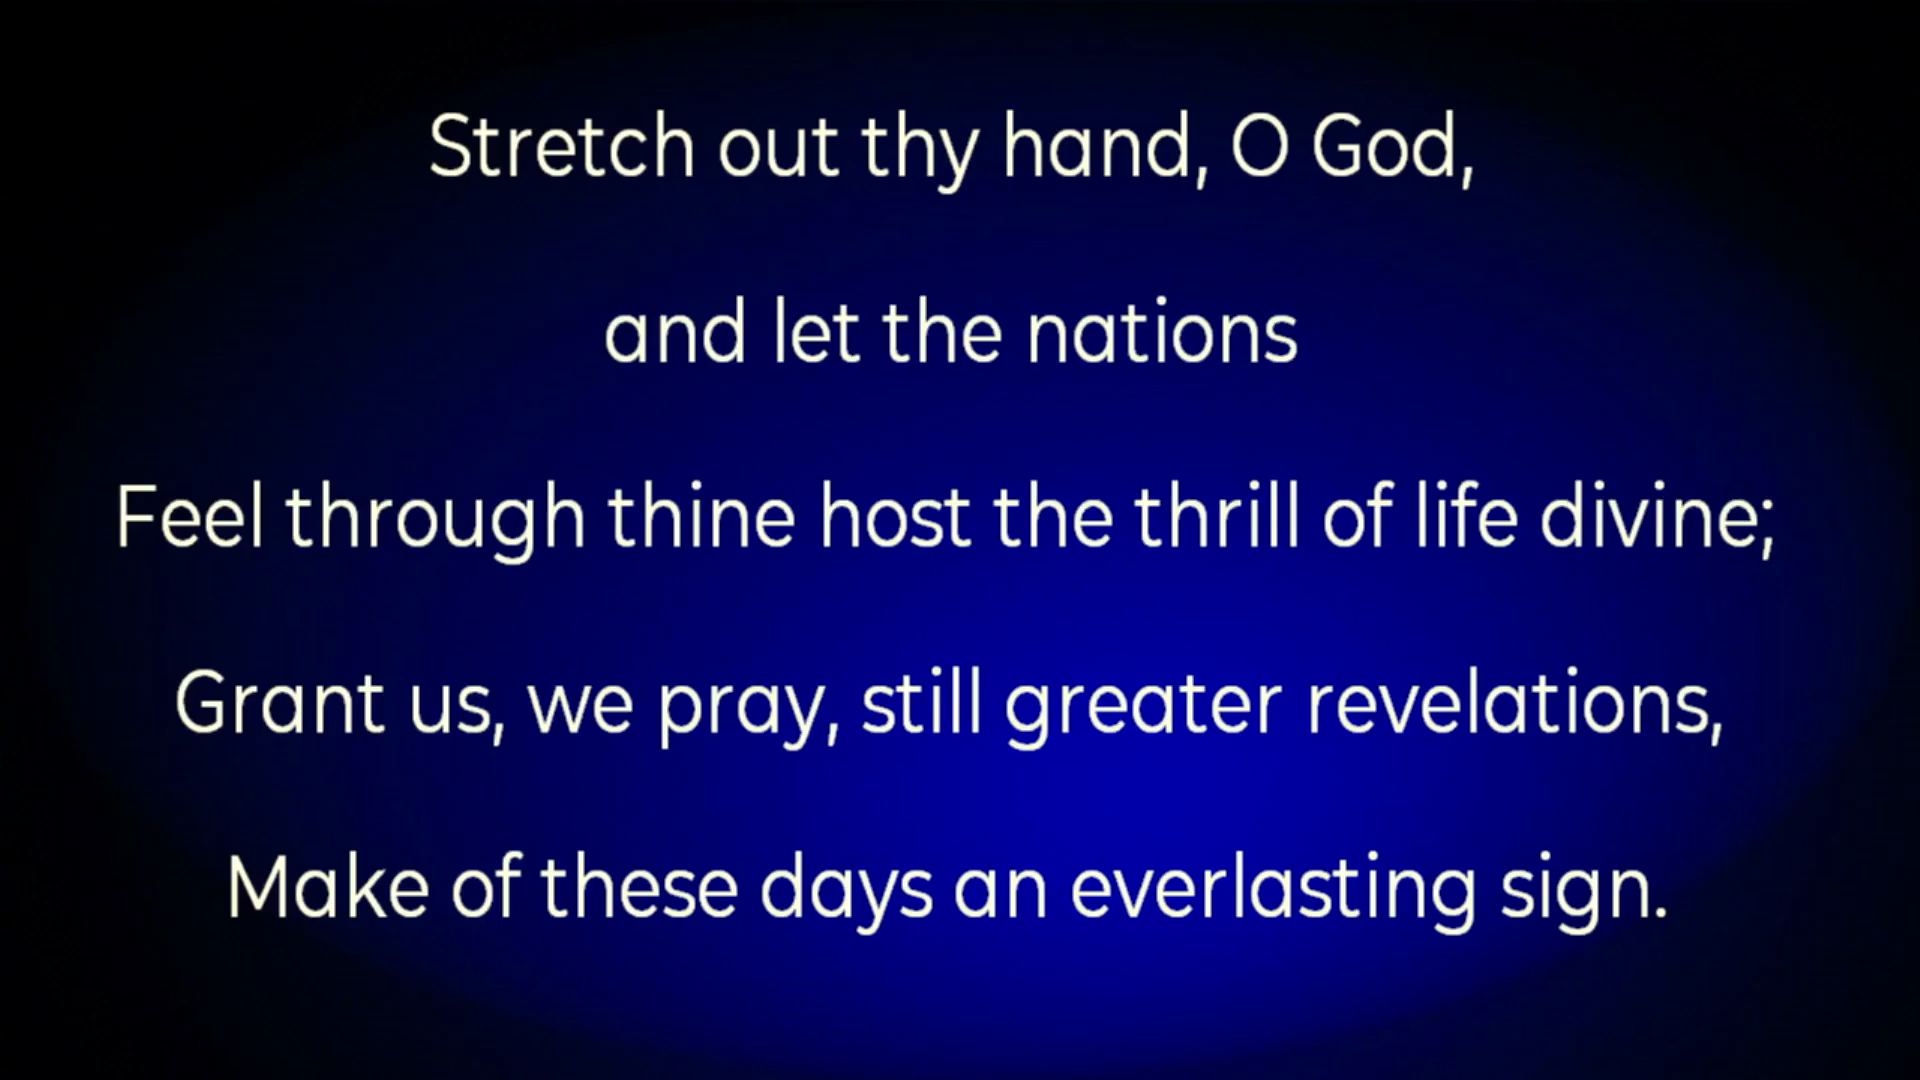 Stretch out thy hand, O God,
and let the nations
Feel through thine host the thrill of life divine;
Grant us, we pray, still greater revelations,
Make of these days an everlasting sign.